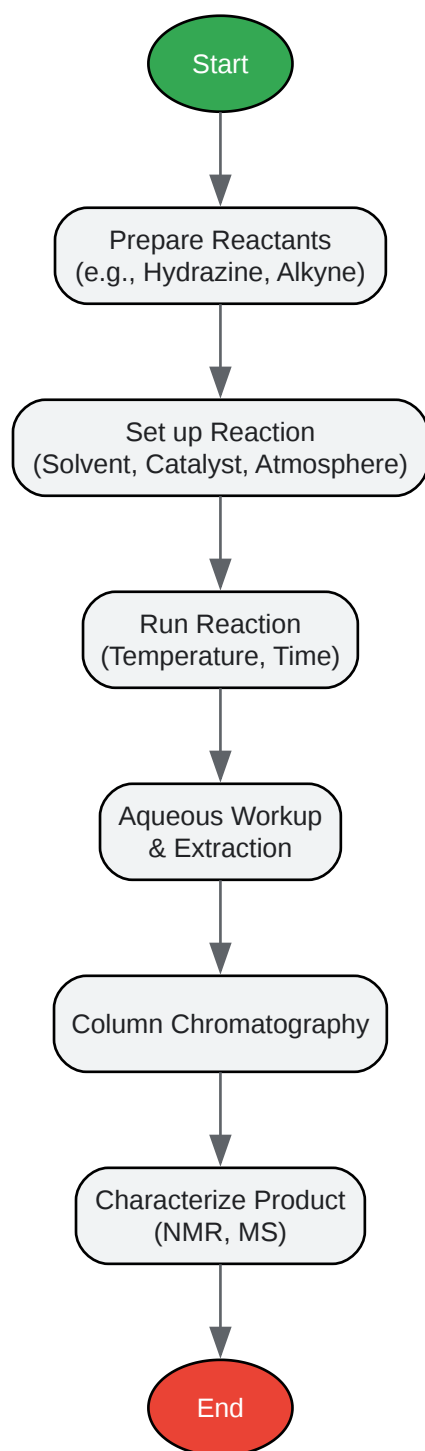 Start
Prepare Reactants
(e.g., Hydrazine, Alkyne)
Set up Reaction
(Solvent, Catalyst, Atmosphere)
Run Reaction
(Temperature, Time)
Aqueous Workup
& Extraction
Column Chromatography
Characterize Product
(NMR, MS)
End